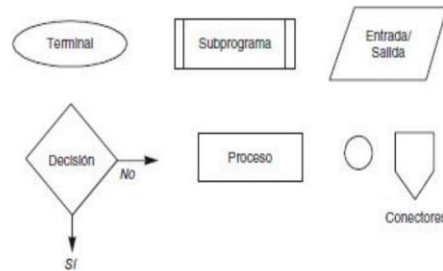 Terminal
Subprograma
Entrada/
Salida
Decisión
No
Sí
Proceso
Conectores